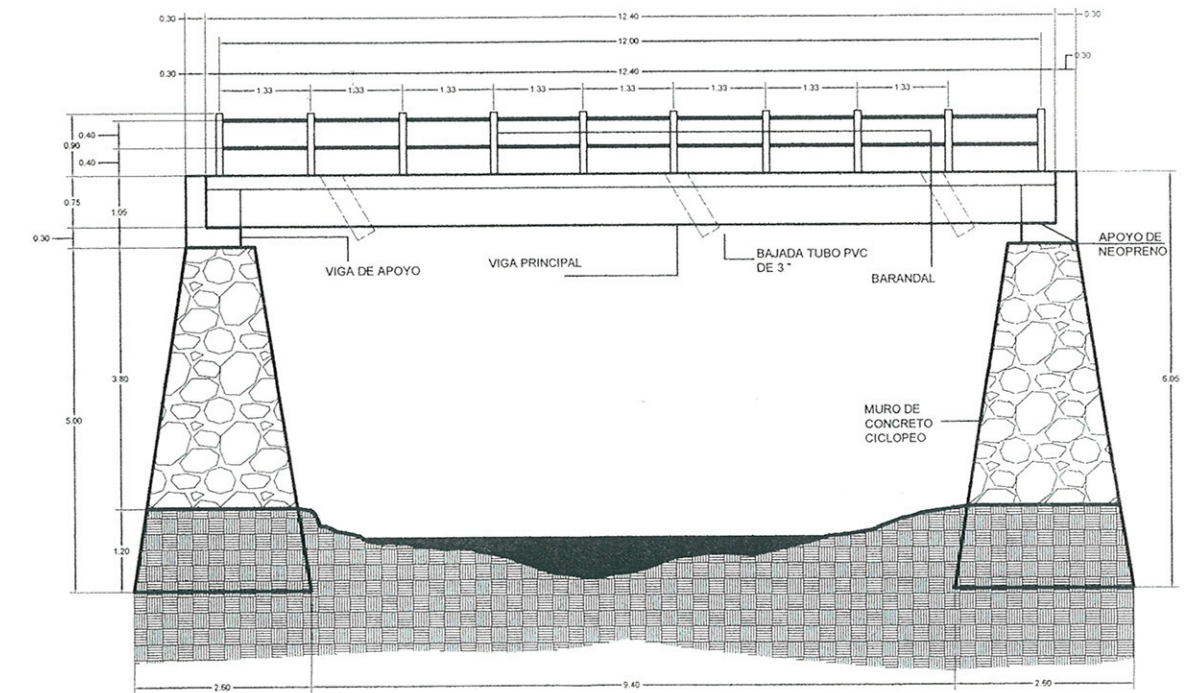 0.30
12.40
0.30
12.00
0.30
0.30
12.40
1.33 1.33 1.33 1.33 1.33 1.33 1.33 1.33
0.40
0.90
0.40
0.75
1.05
0.30
VIGA DE APOYO
VIGA PRINCIPAL
BAJADA TUBO PVC
DE 3 "
BARANDAL
APOYO DE
NEOPRENO
3.80
5.00
6.05
MURO DE
CONCRETO
CICLOPEO
1.20
2.60
9.40
2.60